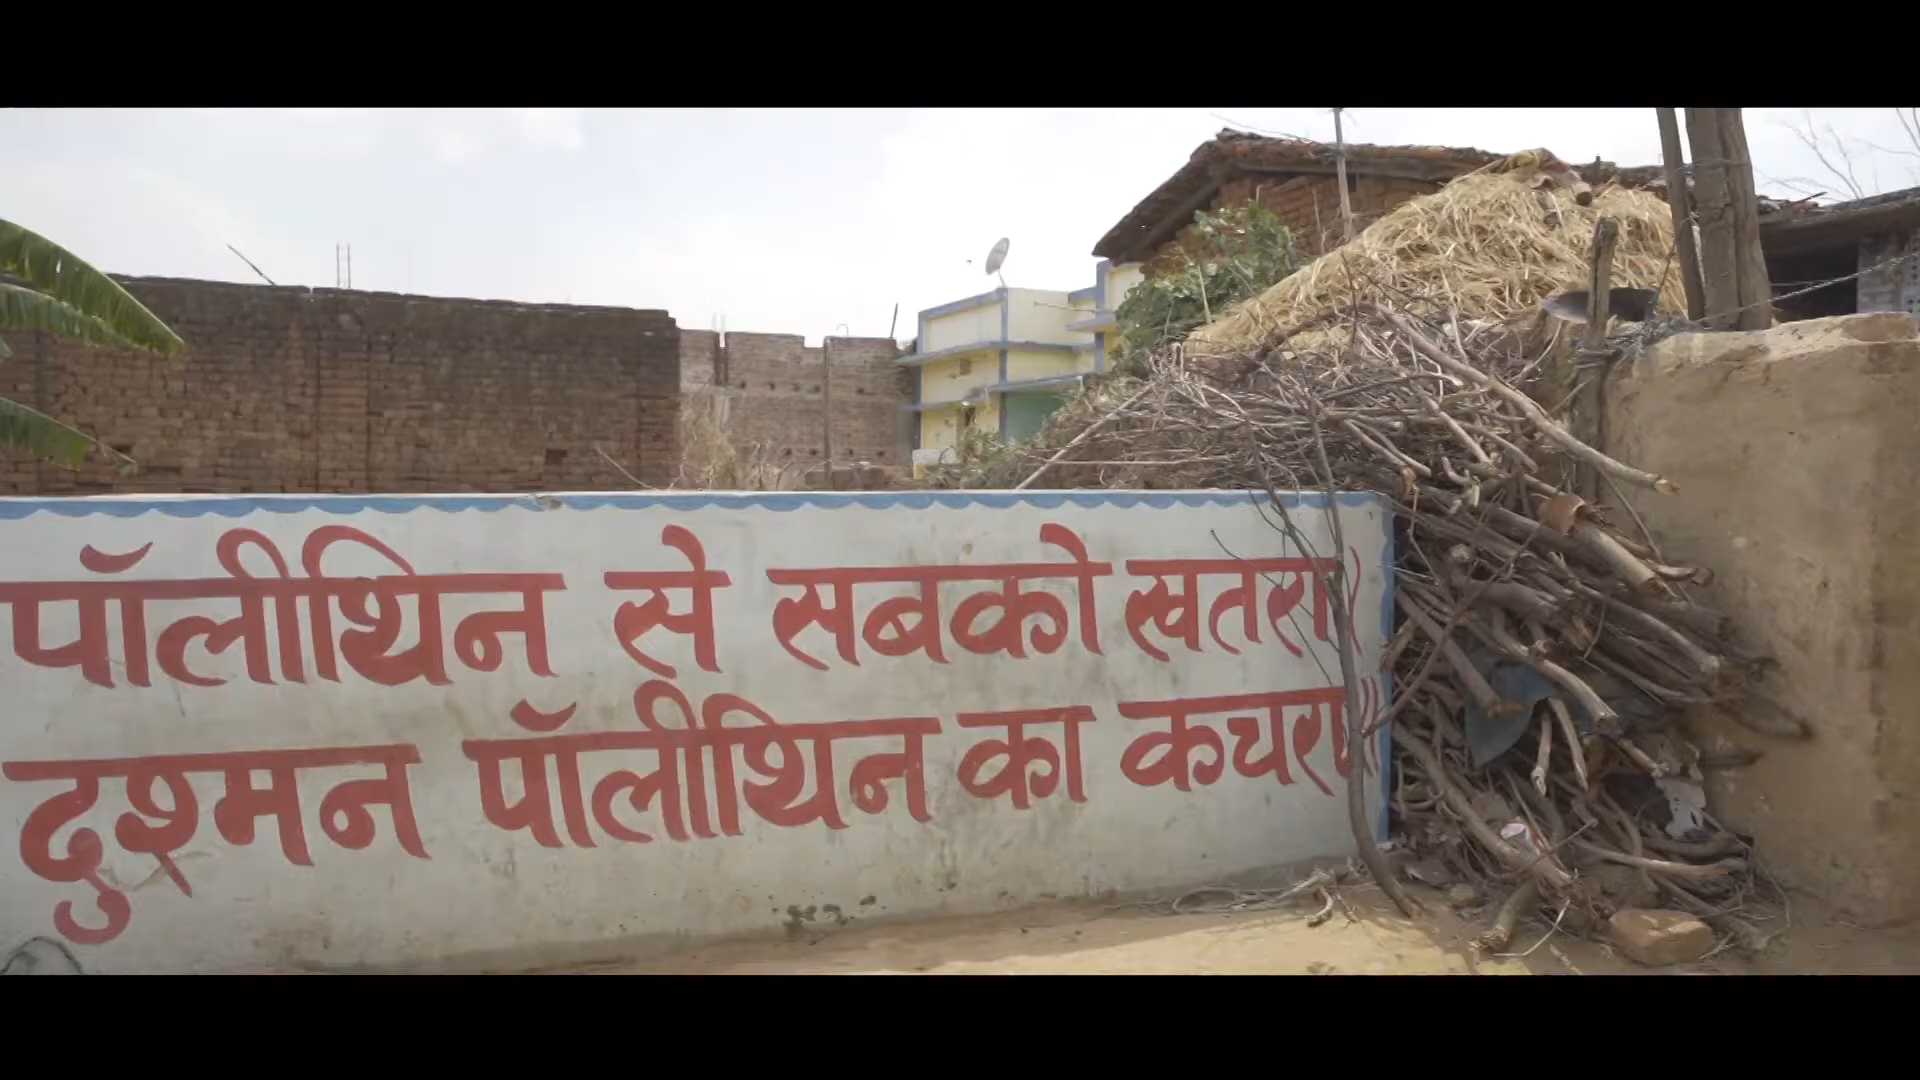 पॉलीथिन से सबको खतरा।
दुश्मन पॉलीथिन का कचरा॥